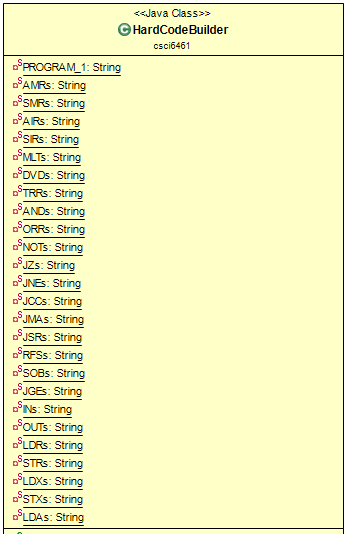 <<Java Class>>
HardCodeBuilder
csci6461
PROGRAM_1: String
AMRs: String
SMRs: String
AIRs: String
SIRs: String
MLTs: String
DVDs: String
TRRs: String
ANDs: String
ORRs: String
NOTs: String
JZs: String
JNEs: String
JCCs: String
JMAs: String
JSRs: String
RFSs: String
SOBs: String
JGEs: String
INs: String
OUTs: String
LDRs: String
STRs: String
LDXs: String
STXs: String
LDAs: String